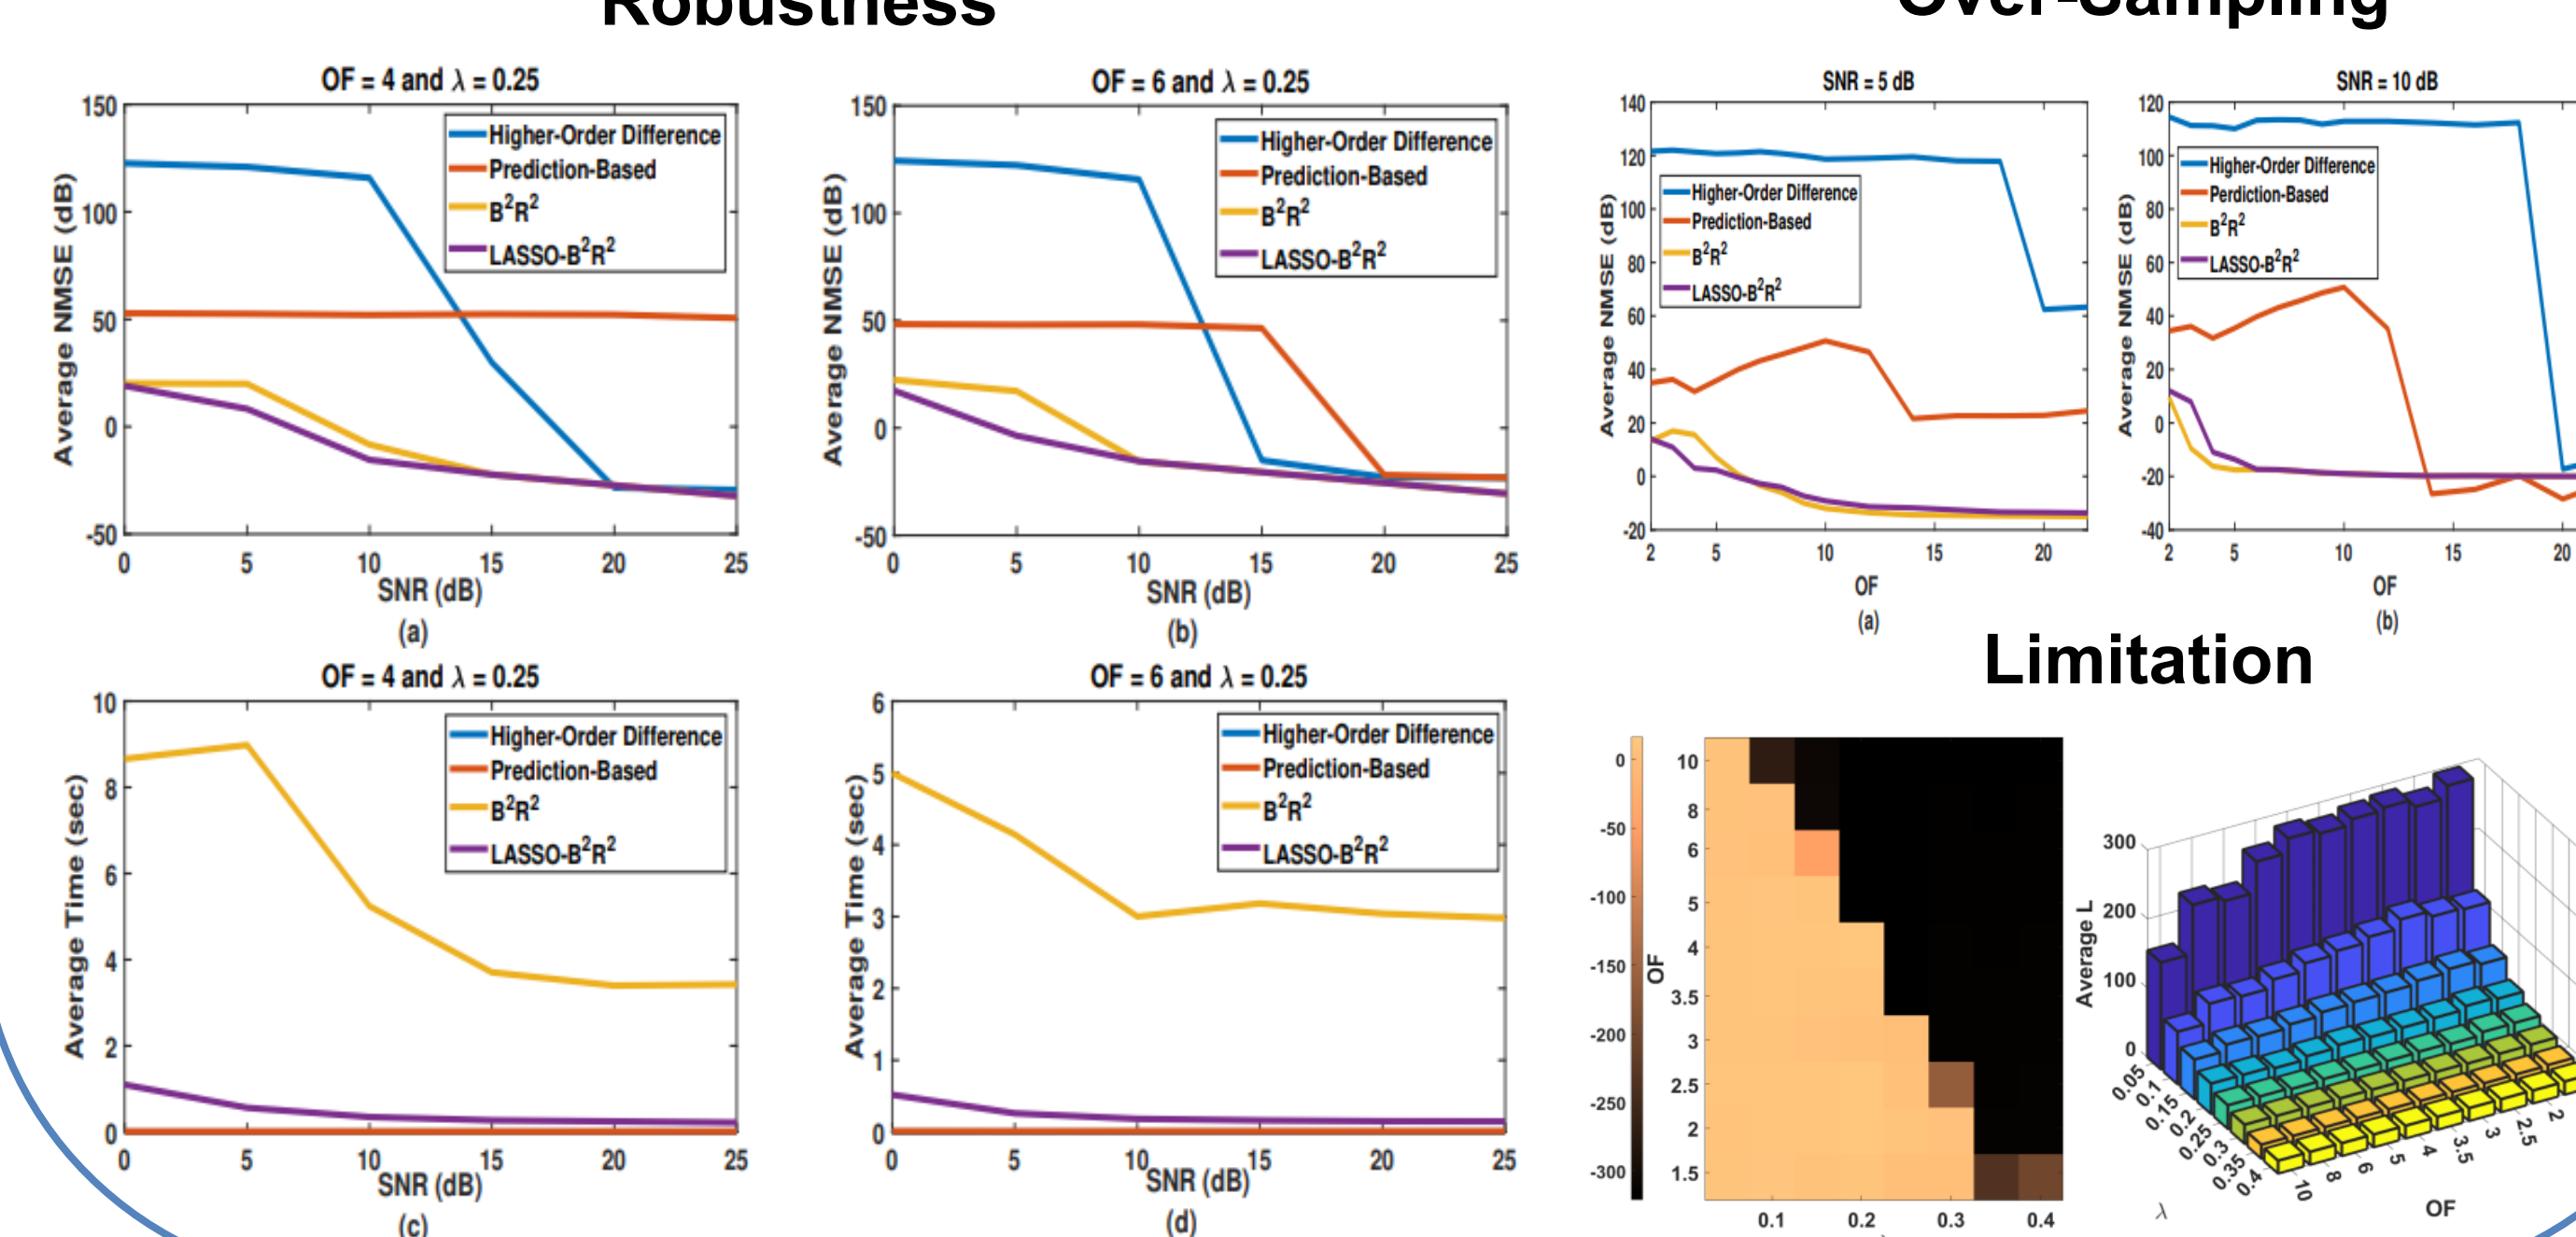 Robustness
Over-Sampling
OF = 4 and λ = 0.25
150
100
50
0
-50
Average NMSE (dB)
Higher-Order Difference
Prediction-Based
B²R²
LASSO-B²R²
0 5 10 15 20 25
SNR (dB)
(a)
OF = 6 and λ = 0.25
150
100
50
0
-50
Average NMSE (dB)
Higher-Order Difference
Prediction-Based
B²R²
LASSO-B²R²
0 5 10 15 20 25
SNR (dB)
(b)
SNR = 5 dB
140
120
100
80
60
40
20
0
-20
Average NMSE (dB)
Higher-Order Difference
Prediction-Based
B²R²
LASSO-B²R²
2 5 10 15 20
OF
(a)
SNR = 10 dB
120
100
80
60
40
20
0
-20
-40
Average NMSE (dB)
Higher-Order Difference
Perdiction-Based
B²R²
LASSO-B²R²
2 5 10 15 20
OF
(b)
OF = 4 and λ = 0.25
10
8
6
4
2
0
Average Time (sec)
Higher-Order Difference
Prediction-Based
B²R²
LASSO-B²R²
0 5 10 15 20 25
SNR (dB)
(c)
OF = 6 and λ = 0.25
6
5
4
3
2
1
0
Average Time (sec)
Higher-Order Difference
Prediction-Based
B²R²
LASSO-B²R²
0 5 10 15 20 25
SNR (dB)
(d)
Limitation
0
-50
-100
-150
-200
-250
-300
OF
10
8
6
5
4
3.5
3
2.5
2
1.5
0.1 0.2 0.3 0.4
Average L
300
200
100
0
0.05
0.1
0.15
0.2
0.25
0.3
0.35
0.4
λ
10 8 6 5 4 3.5 3 2.5 2
OF